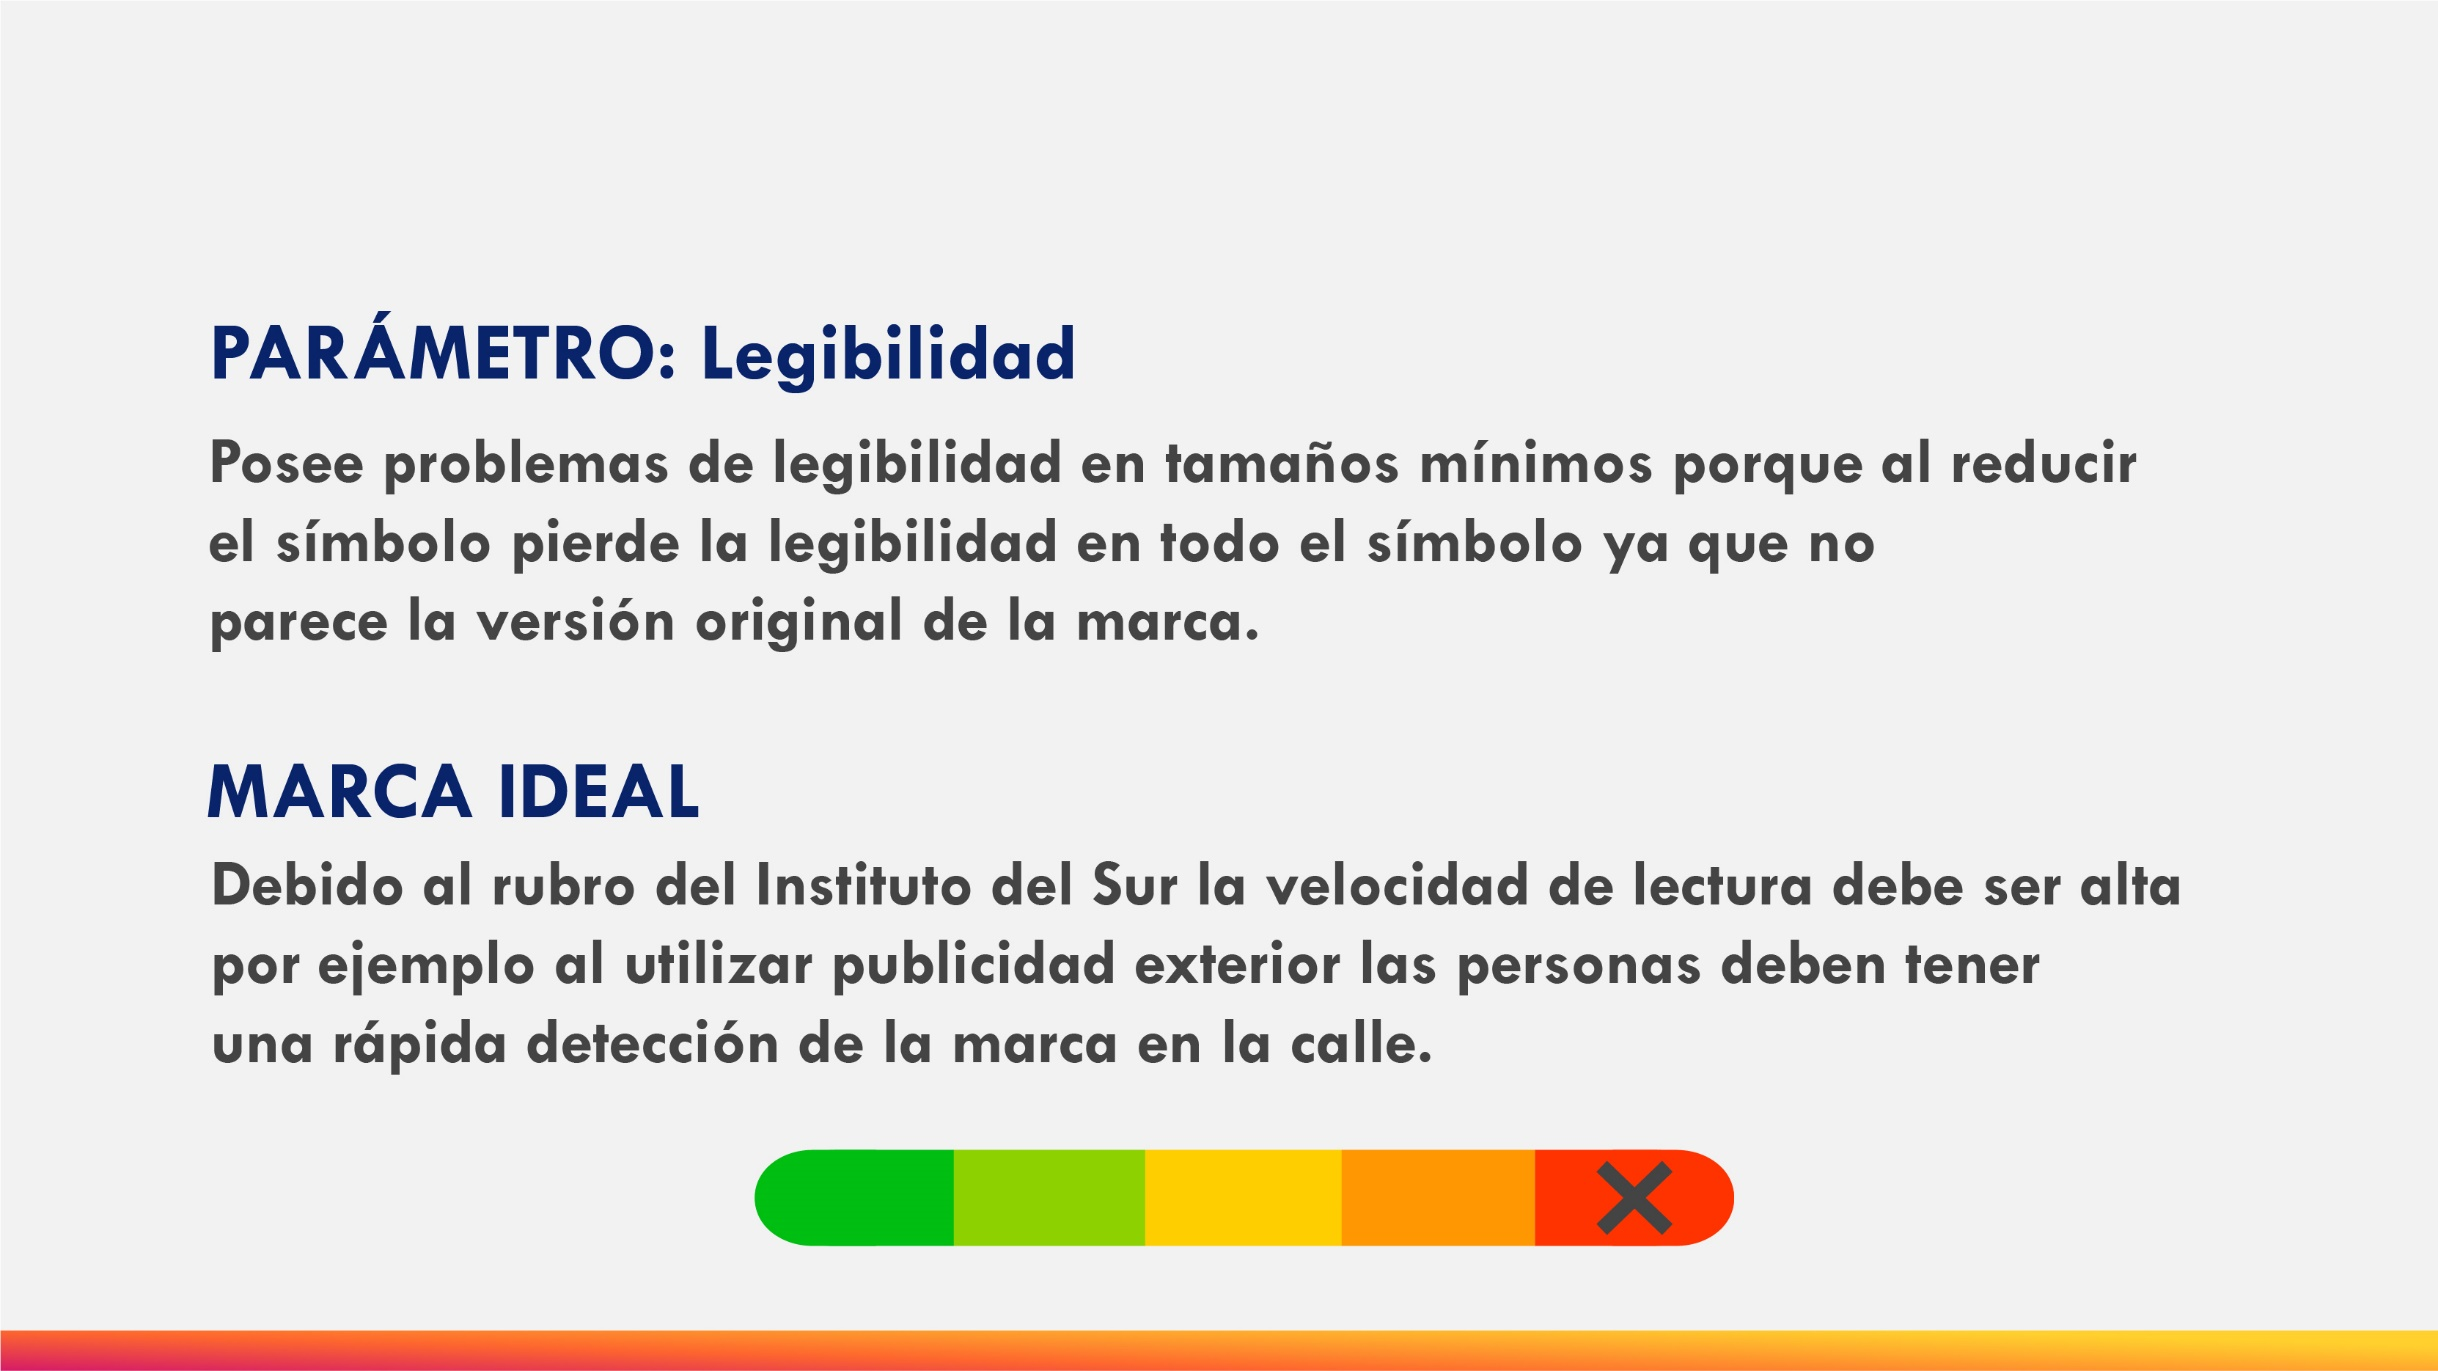 PARÁMETRO: Legibilidad
Posee problemas de legibilidad en tamaños mínimos porque al reducir
el símbolo pierde la legibilidad en todo el símbolo ya que no
parece la versión original de la marca.
MARCA IDEAL
Debido al rubro del Instituto del Sur la velocidad de lectura debe ser alta
por ejemplo al utilizar publicidad exterior las personas deben tener
una rápida detección de la marca en la calle.